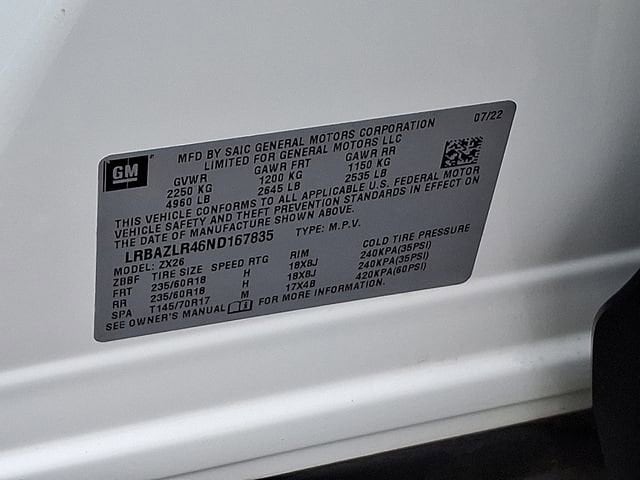 07/22
GM
MFD BY SAIC GENERAL MOTORS CORPORATION
LIMITED FOR GENERAL MOTORS LLC
GVWR GAWR FRT GAWR RR
2250 KG 1200 KG 1150 KG
4960 LB 2645 LB 2535 LB
THIS VEHICLE CONFORMS TO ALL APPLICABLE U.S. FEDERAL MOTOR
VEHICLE SAFETY AND THEFT PREVENTION STANDARDS IN EFFECT ON
THE DATE OF MANUFACTURE SHOWN ABOVE.
LRBAZLR46ND167835 TYPE: M.P.V.
MODEL: ZX26
ZBBF TIRE SIZE SPEED RTG RIM COLD TIRE PRESSURE
FRT 235/60R18 H 18X8J 240KPA(35PSI)
RR 235/60R18 H 18X8J 240KPA(35PSI)
SPA T145/70R17 M 17X4B 420KPA(60PSI)
SEE OWNER'S MANUAL FOR MORE INFORMATION.